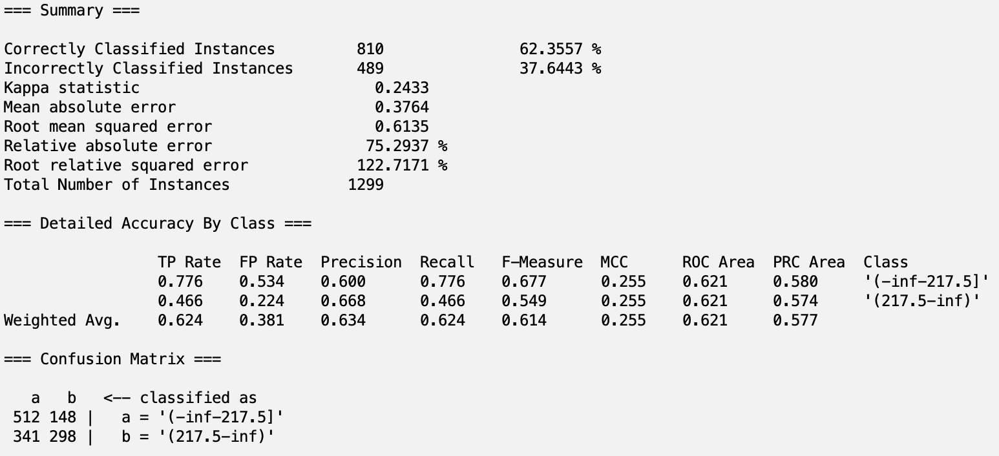 === Summary ===
Correctly Classified Instances 810 62.3557 %
Incorrectly Classified Instances 489 37.6443 %
Kappa statistic 0.2433
Mean absolute error 0.3764
Root mean squared error 0.6135
Relative absolute error 75.2937 %
Root relative squared error 122.7171 %
Total Number of Instances 1299
=== Detailed Accuracy By Class ===
TP Rate FP Rate Precision Recall F-Measure MCC ROC Area PRC Area Class
0.776 0.534 0.600 0.776 0.677 0.255 0.621 0.580 '(-inf-217.5]'
0.466 0.224 0.668 0.466 0.549 0.255 0.621 0.574 '(217.5-inf)'
Weighted Avg. 0.624 0.381 0.634 0.624 0.614 0.255 0.621 0.577
=== Confusion Matrix ===
a b <-- classified as
512 148 | a = '(-inf-217.5]'
341 298 | b = '(217.5-inf)'